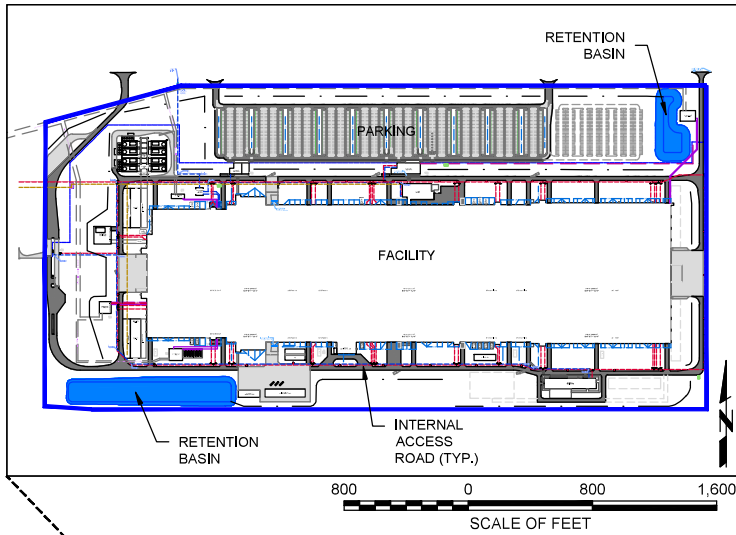 RETENTION
BASIN
PARKING
FACILITY
RETENTION
BASIN
INTERNAL
ACCESS
ROAD (TYP.)
N
800 0 800 1,600
SCALE OF FEET